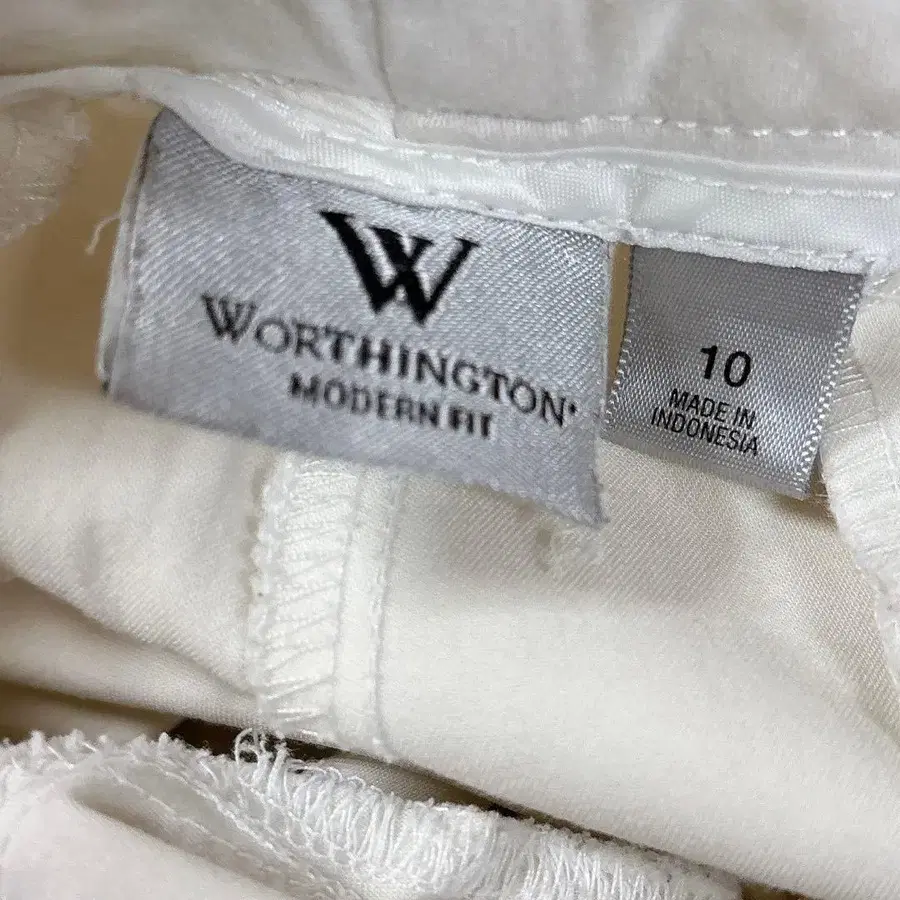 W
WORTHINGTON®
MODERN FIT
10
MADE IN
INDONESIA